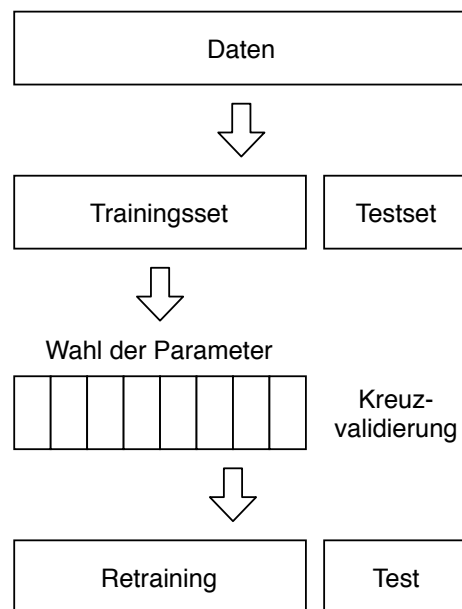 Daten
Trainingsset
Testset
Wahl der Parameter
Kreuz-
validierung
Retraining
Test